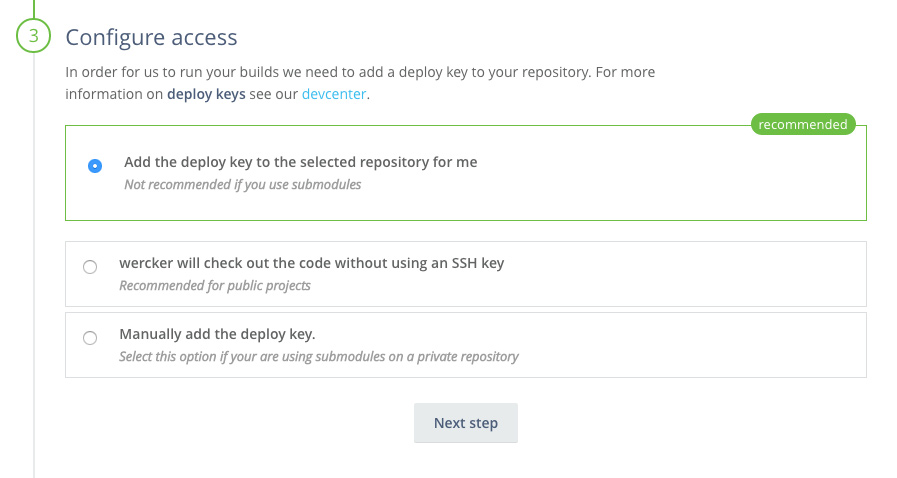 3
Configure access
In order for us to run your builds we need to add a deploy key to your repository. For more
information on deploy keys see our devcenter.
recommended
Add the deploy key to the selected repository for me
Not recommended if you use submodules
wercker will check out the code without using an SSH key
Recommended for public projects
Manually add the deploy key.
Select this option if your are using submodules on a private repository
Next step